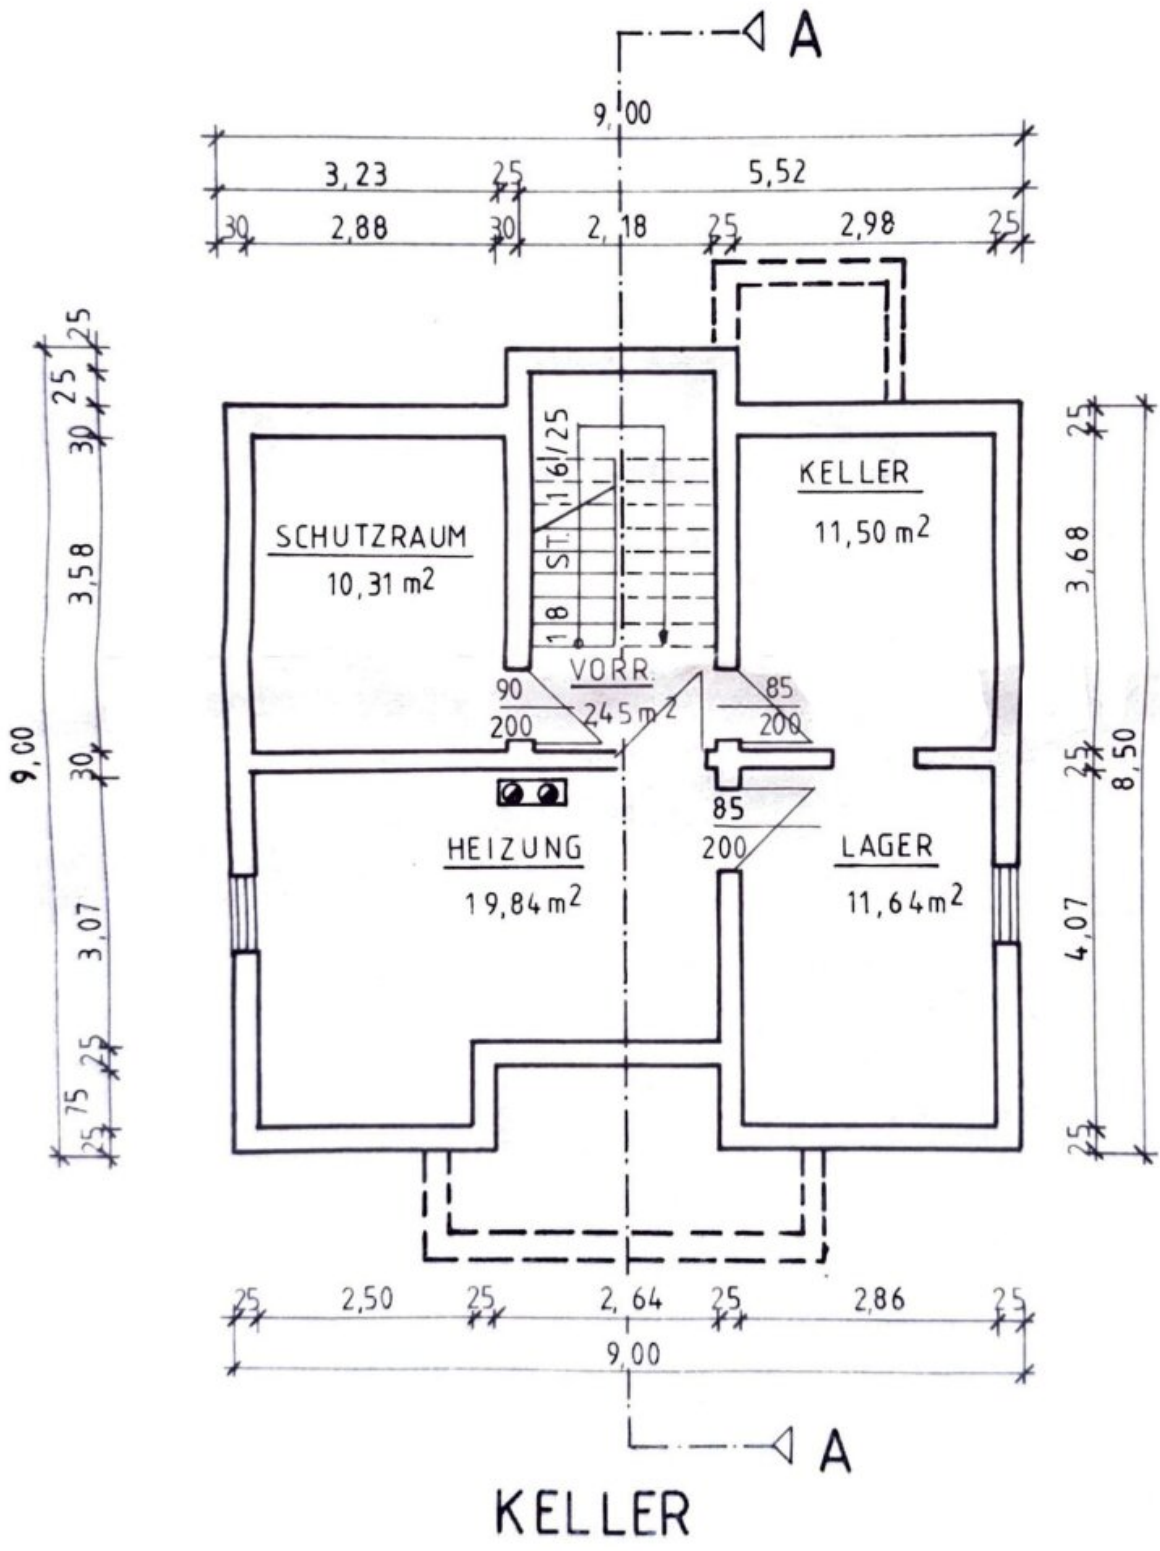 A
9,00
3,23 25 5,52
30 2,88 30 2,18 25 2,98 25
25
25
30
3,58
30
9,00
3,07
25
75
25
18 ST. 16/25
KELLER
11,50 m2
SCHUTZRAUM
10,31 m2
VORR.
2,45 m2
90
200
85
200
85
200
HEIZUNG
19,84 m2
LAGER
11,64 m2
25
3,68
25
8,50
4,07
25
25 2,50 25 2,64 25 2,86 25
9,00
A
KELLER